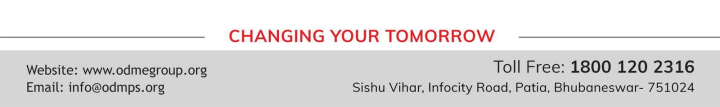 CHANGING YOUR TOMORROW
Website: www.odmegroup.org
Email: info@odmps.org
Toll Free: 1800 120 2316
Sishu Vihar, Infocity Road, Patia, Bhubaneswar- 751024